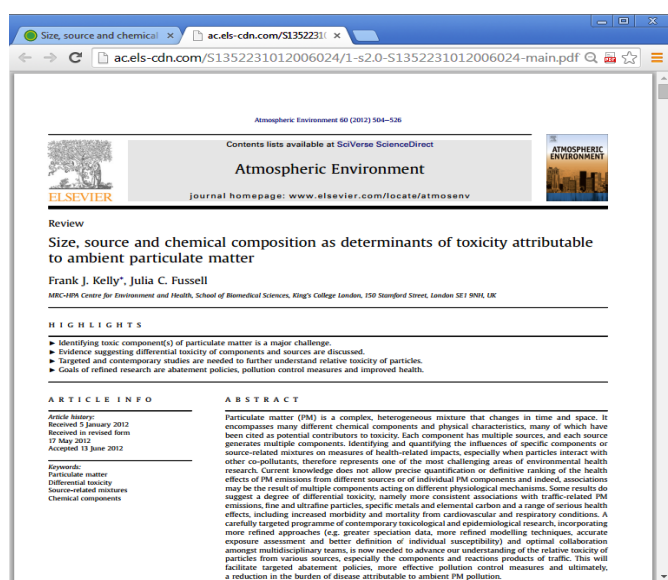 Size, source and chemical
ac.els-cdn.com/S1352231(
ac.els-cdn.com/S1352231012006024/1-s2.0-S1352231012006024-main.pdf
Atmospheric Environment 60 (2012) 504–526
Contents lists available at SciVerse ScienceDirect
Atmospheric Environment
journal homepage: www.elsevier.com/locate/atmosenv
ELSEVIER
ATMOSPHERIC
ENVIRONMENT
Review
Size, source and chemical composition as determinants of toxicity attributable
to ambient particulate matter
Frank J. Kelly*, Julia C. Fussell
MRC-HPA Centre for Environment and Health, School of Biomedical Sciences, King's College London, 150 Stamford Street, London SE1 9NH, UK
HIGHLIGHTS
► Identifying toxic component(s) of particulate matter is a major challenge.
► Evidence suggesting differential toxicity of components and sources are discussed.
► Targeted and contemporary studies are needed to further understand relative toxicity of particles.
► Goals of refined research are abatement policies, pollution control measures and improved health.
ARTICLE INFO
Article history:
Received 5 January 2012
Received in revised form
17 May 2012
Accepted 13 June 2012
Keywords:
Particulate matter
Differential toxicity
Source-related mixtures
Chemical components
ABSTRACT
Particulate matter (PM) is a complex, heterogeneous mixture that changes in time and space. It
encompasses many different chemical components and physical characteristics, many of which have
been cited as potential contributors to toxicity. Each component has multiple sources, and each source
generates multiple components. Identifying and quantifying the influences of specific components or
source-related mixtures on measures of health-related impacts, especially when particles interact with
other co-pollutants, therefore represents one of the most challenging areas of environmental health
research. Current knowledge does not allow precise quantification or definitive ranking of the health
effects of PM emissions from different sources or of individual PM components and indeed, associations
may be the result of multiple components acting on different physiological mechanisms. Some results do
suggest a degree of differential toxicity, namely more consistent associations with traffic-related PM
emissions, fine and ultrafine particles, specific metals and elemental carbon and a range of serious health
effects, including increased morbidity and mortality from cardiovascular and respiratory conditions. A
carefully targeted programme of contemporary toxicological and epidemiological research, incorporating
more refined approaches (e.g. greater speciation data, more refined modelling techniques, accurate
exposure assessment and better definition of individual susceptibility) and optimal collaboration
amongst multidisciplinary teams, is now needed to advance our understanding of the relative toxicity of
particles from various sources, especially the components and reactions products of traffic. This will
facilitate targeted abatement policies, more effective pollution control measures and ultimately,
a reduction in the burden of disease attributable to ambient PM pollution.